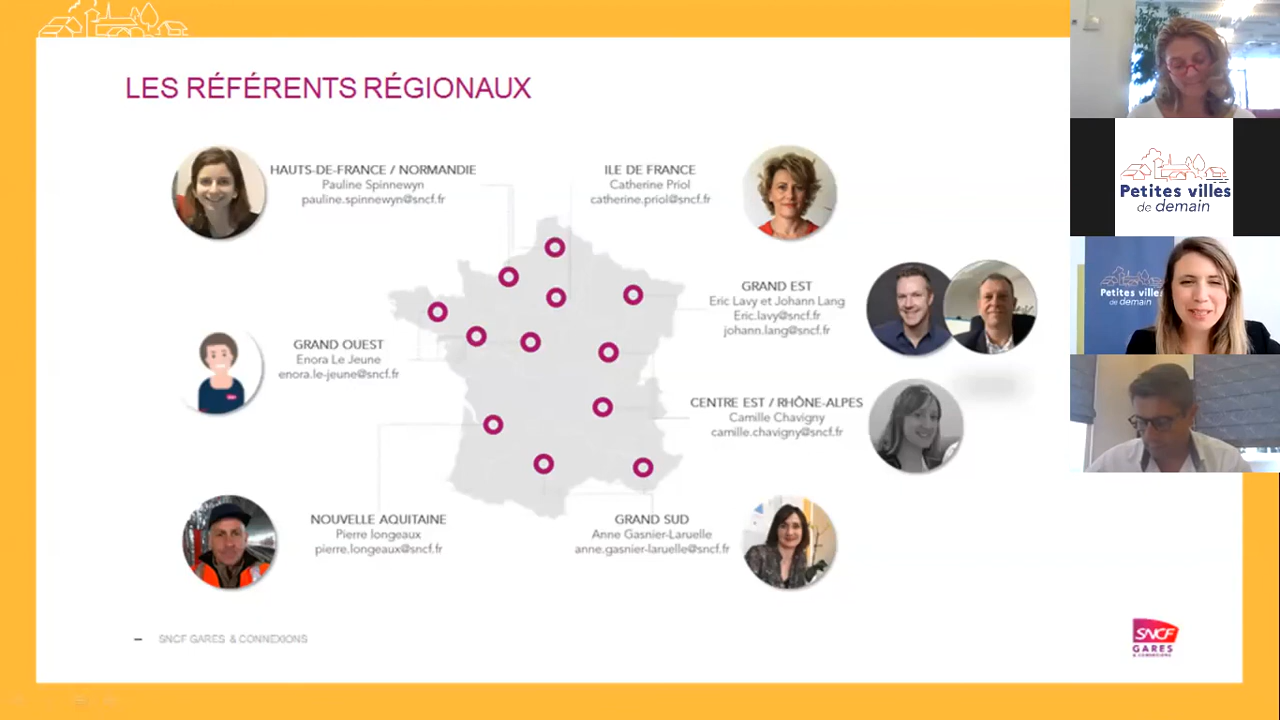 LES RÉFÉRENTS RÉGIONAUX
HAUTS-DE-FRANCE / NORMANDIE
Pauline Spinnewyn
pauline.spinnewyn@sncf.fr
ILE DE FRANCE
Catherine Priol
catherine.priol@sncf.fr
GRAND EST
Eric Lavy et Johann Lang
Eric.lavy@sncf.fr
johann.lang@sncf.fr
GRAND OUEST
Enora Le Jeune
enora.le-jeune@sncf.fr
CENTRE EST / RHÔNE-ALPES
Camille Chavigny
camille.chavigny@sncf.fr
NOUVELLE AQUITAINE
Pierre longeaux
pierre.longeaux@sncf.fr
GRAND SUD
Anne Gasnier-Laruelle
anne.gasnier-laruelle@sncf.fr
– SNCF GARES & CONNEXIONS
SNCF
GARES
& CONNEXIONS
Petites villes
de demain
Petites villes
de demain